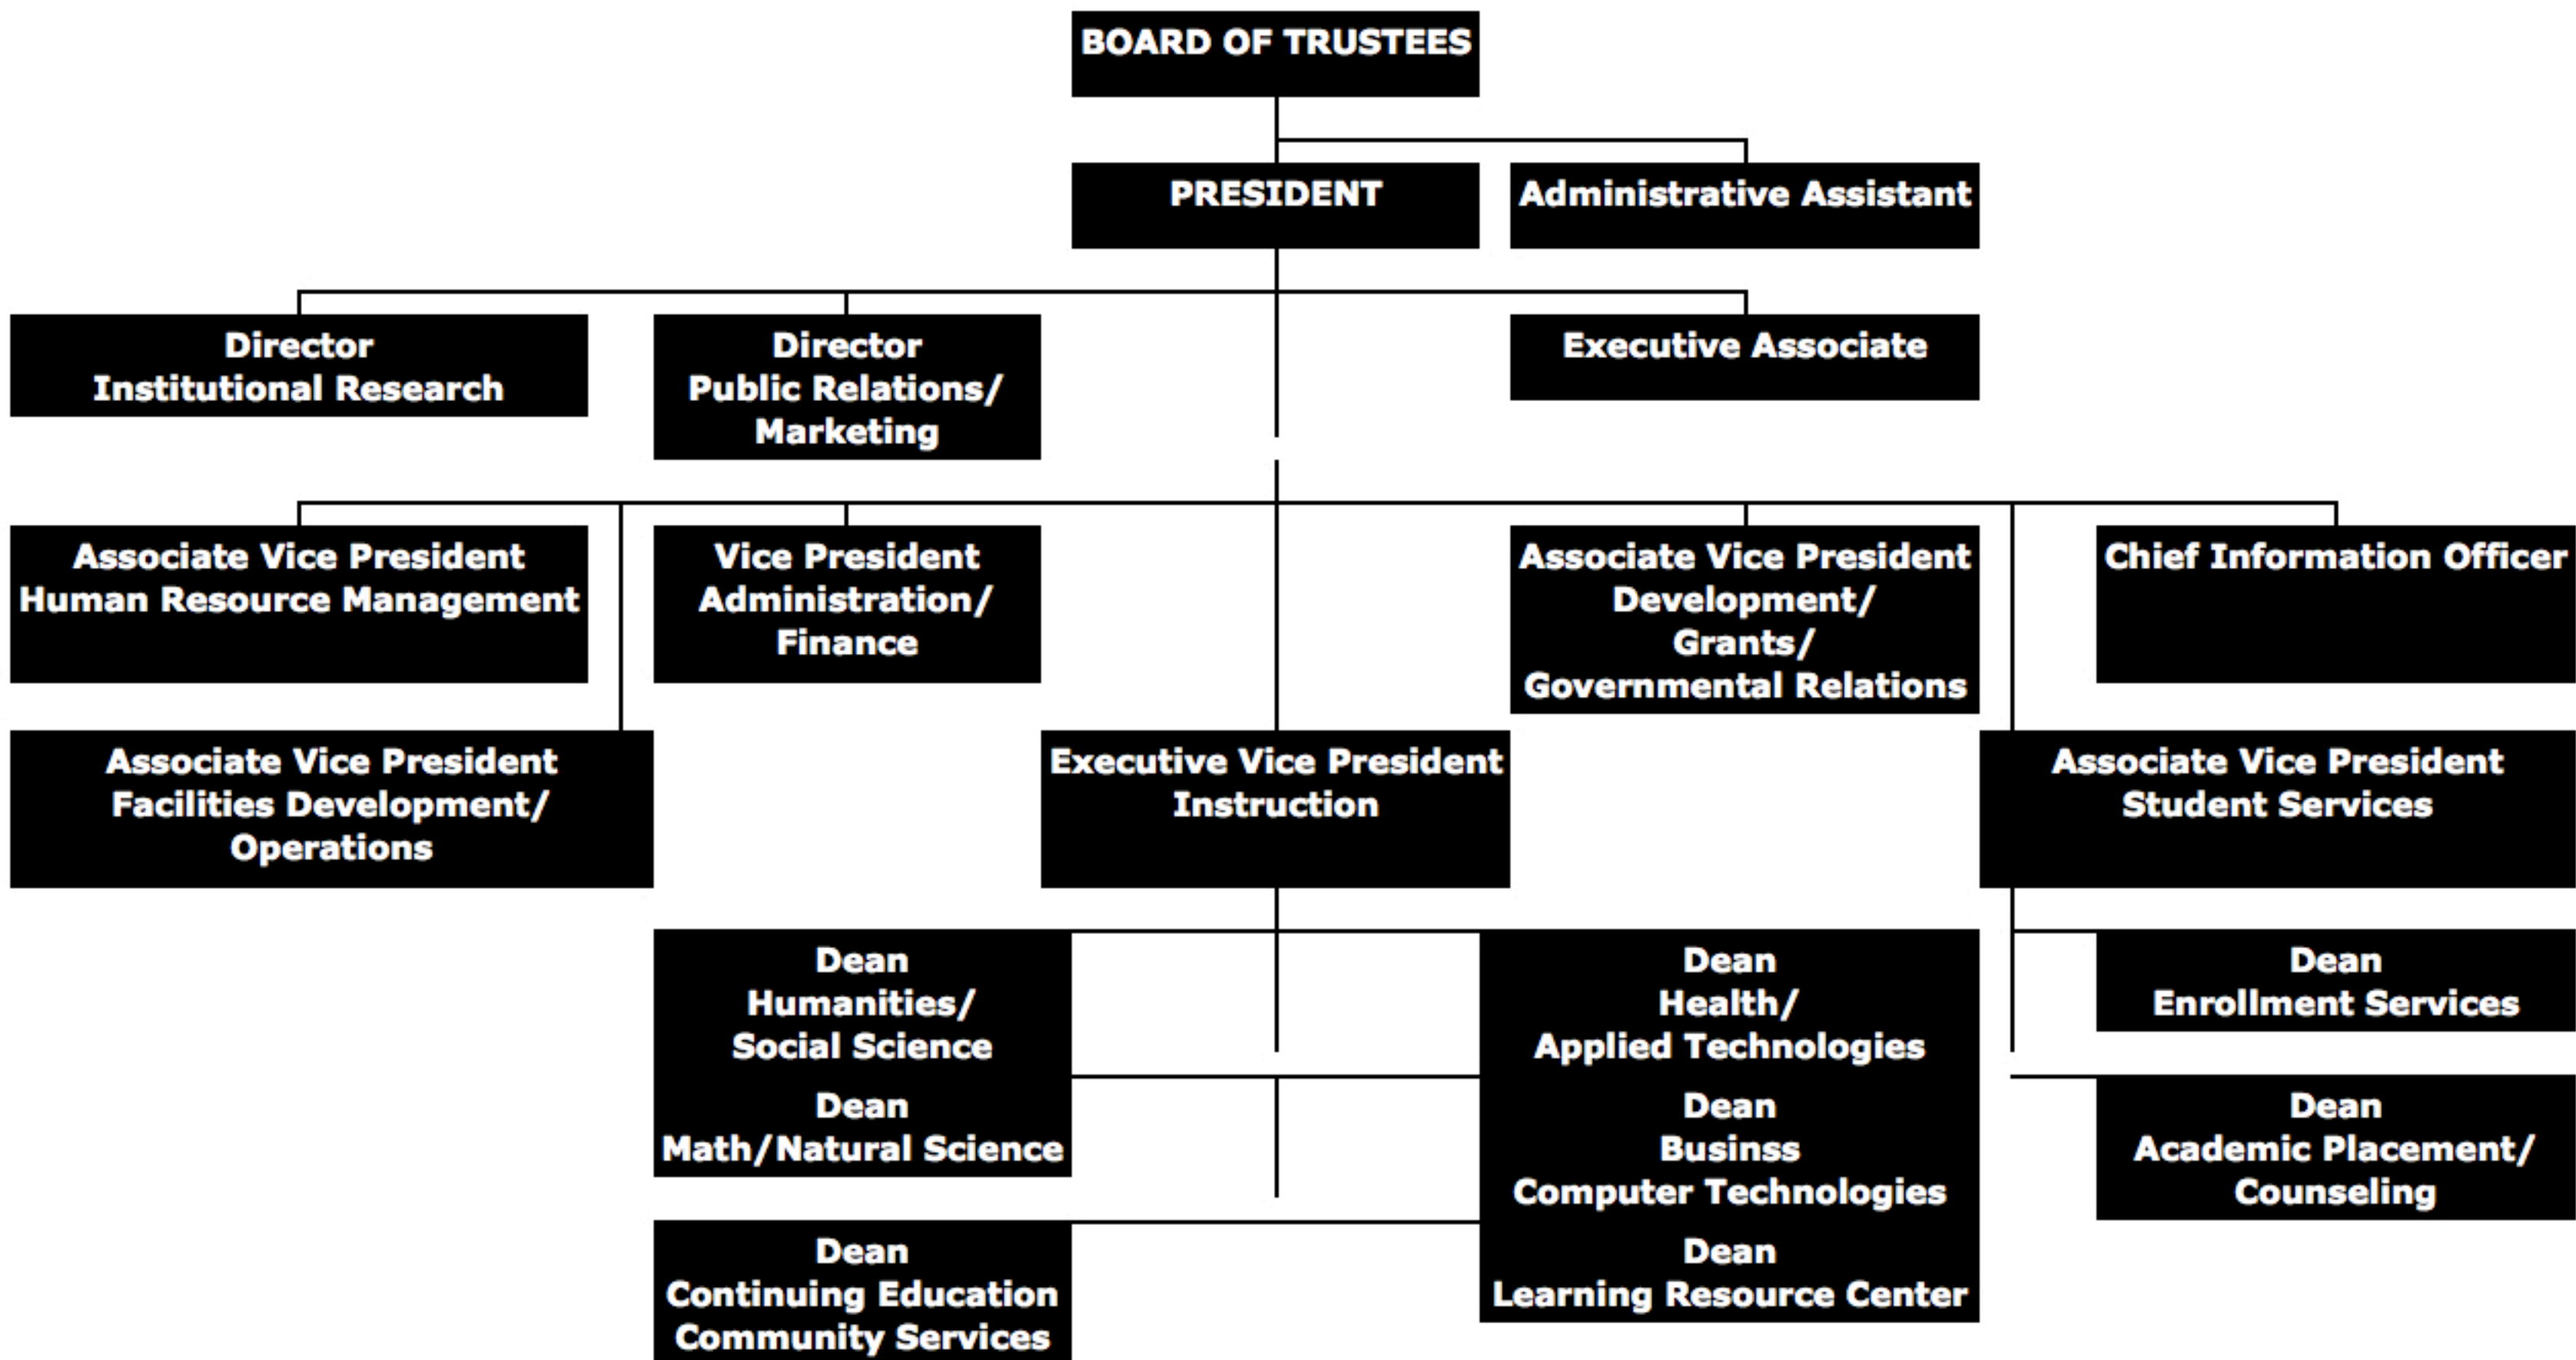 BOARD OF TRUSTEES
PRESIDENT
Administrative Assistant
Director
Institutional Research
Director
Public Relations/
Marketing
Executive Associate
Associate Vice President
Human Resource Management
Vice President
Administration/
Finance
Associate Vice President
Development/
Grants/
Governmental Relations
Chief Information Officer
Associate Vice President
Facilities Development/
Operations
Executive Vice President
Instruction
Associate Vice President
Student Services
Dean
Humanities/
Social Science
Dean
Health/
Applied Technologies
Dean
Enrollment Services
Dean
Math/Natural Science
Dean
Businss
Computer Technologies
Dean
Academic Placement/
Counseling
Dean
Continuing Education
Community Services
Dean
Learning Resource Center